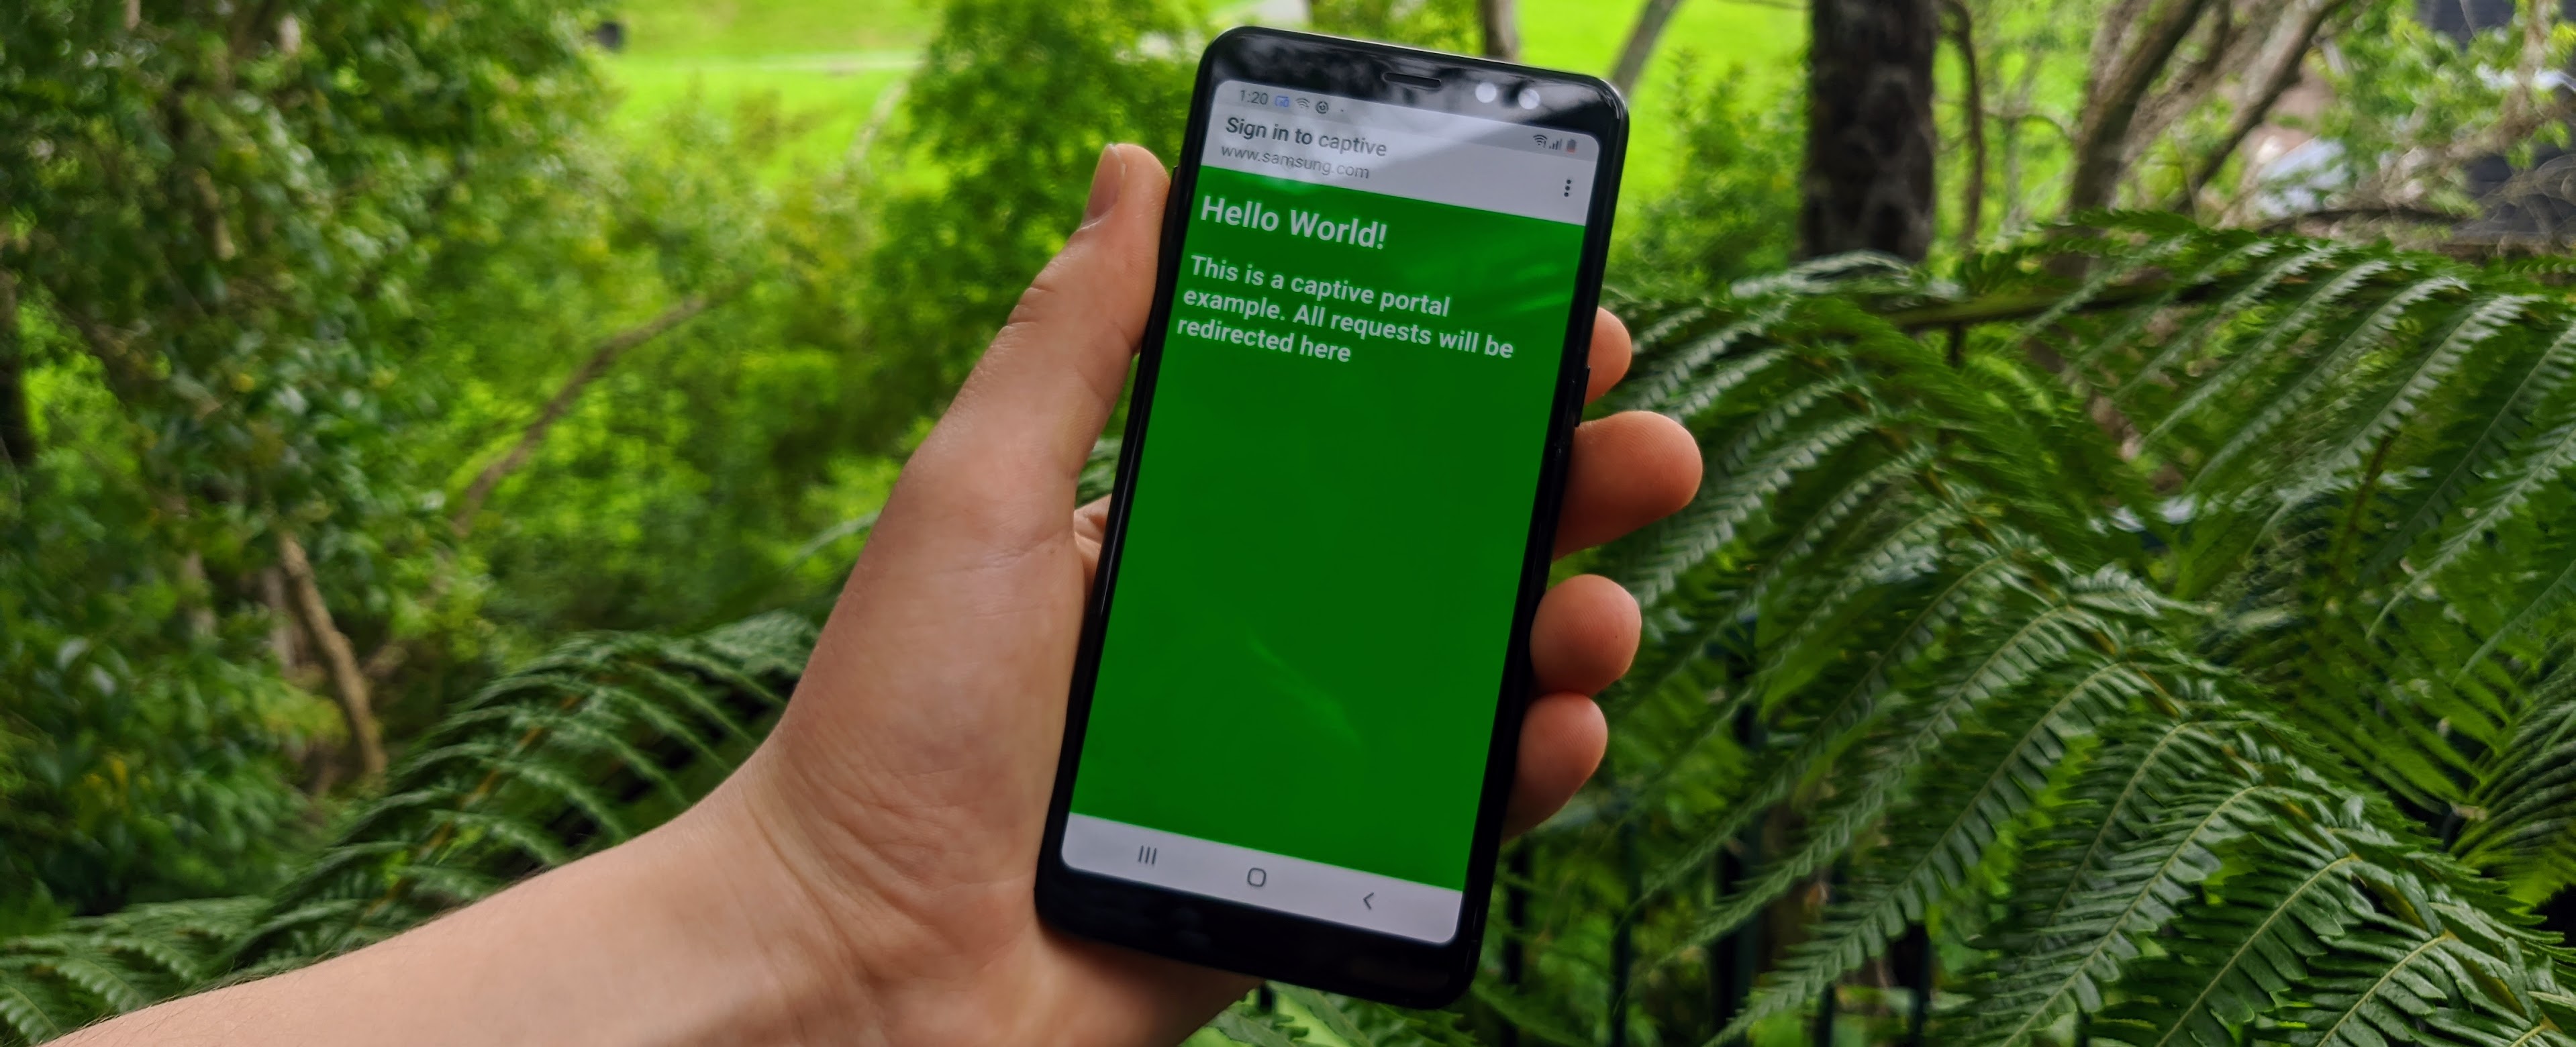 1:20
Sign in to captive
www.samsung.com
Hello World!
This is a captive portal
example. All requests will be
redirected here